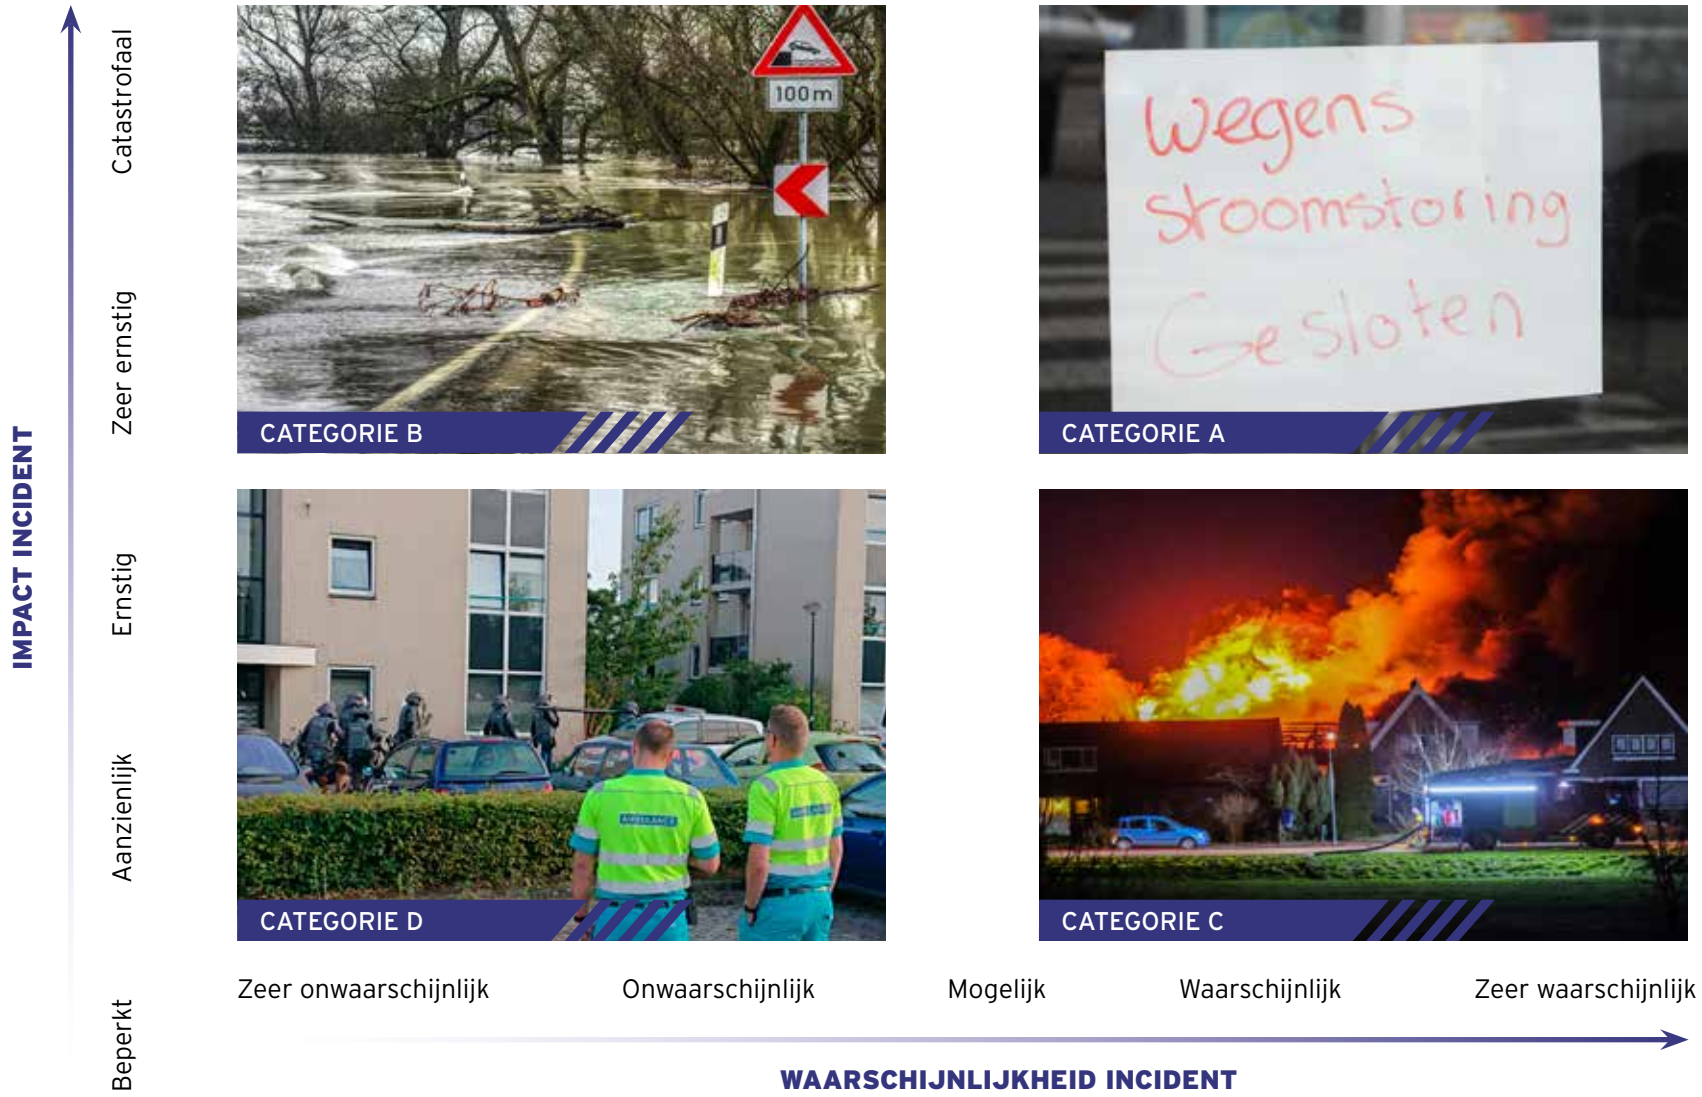 IMPACT INCIDENT
Catastrofaal
Zeer ernstig
Ernstig
Aanzienlijk
Beperkt
100m
CATEGORIE B
Wegens
stroomstoring
Gesloten
CATEGORIE A
AMBULANCE
AMBULANCE
CATEGORIE D
CATEGORIE C
Zeer onwaarschijnlijk
Onwaarschijnlijk
Mogelijk
Waarschijnlijk
Zeer waarschijnlijk
WAARSCHIJNLIJKHEID INCIDENT